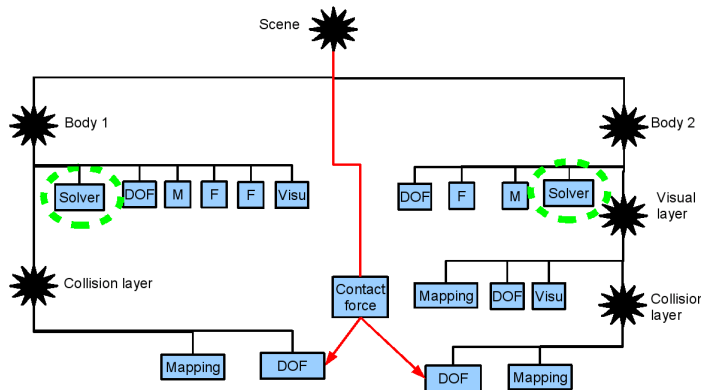 Scene
Body 1
Body 2
Solver
DOF
M
F
F
Visu
DOF
F
M
Solver
Visual
layer
Collision layer
Contact
force
Mapping
DOF
Visu
Collision
layer
Mapping
DOF
DOF
Mapping